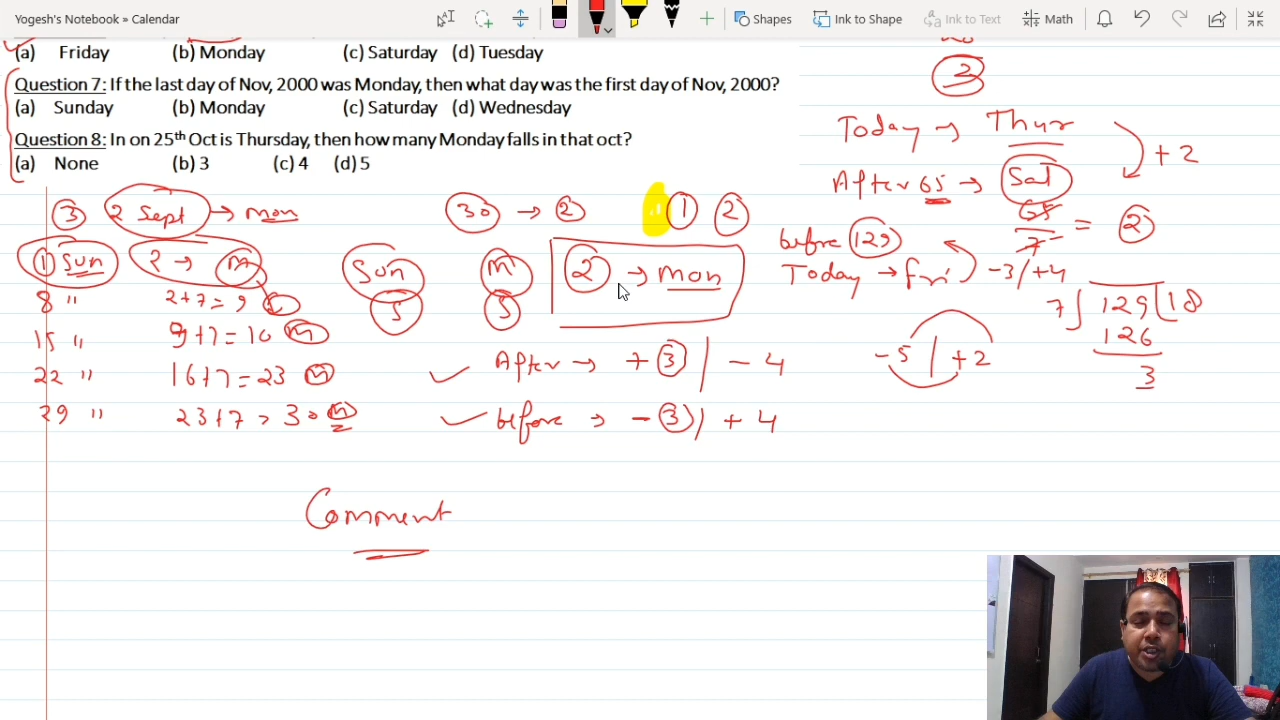 Yogesh's Notebook » Calendar
Shapes Ink to Shape Ink to Text Math
(a) Friday (b) Monday (c) Saturday (d) Tuesday
Question 7: If the last day of Nov, 2000 was Monday, then what day was the first day of Nov, 2000?
(a) Sunday (b) Monday (c) Saturday (d) Wednesday
Question 8: In on 25th Oct is Thursday, then how many Monday falls in that oct?
(a) None (b) 3 (c) 4 (d) 5
2
Today → Thur
+2
After 65 → Sat
65/7 = 2
before 129
Today → Fri -3/+4
7 129 18
126
3
-5 | +2
3 2 Sept → mon
30 → 2
1 2
1 Sun 2 → M
Sun M
5 5
2 → mon
8 " 2+7=9
15 " 9+7=16 M
22 " 16+7=23 M
29 " 23+7 > 30 M
After → +3 | -4
before → -3 | +4
Comment